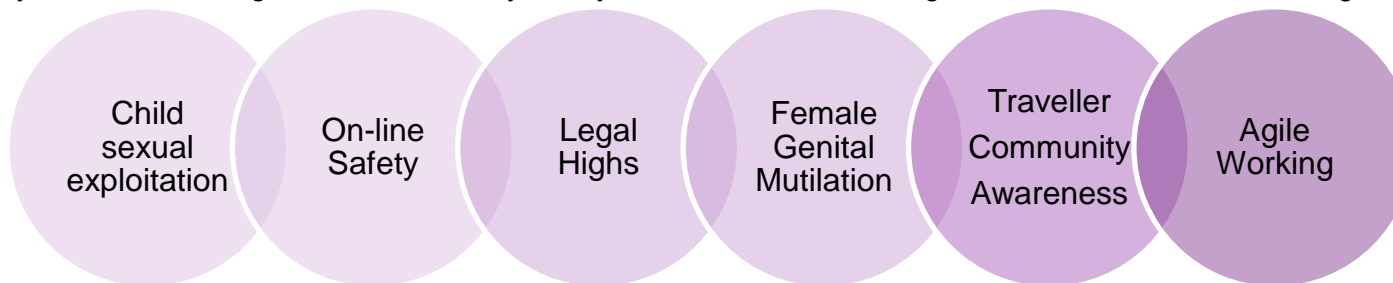 Child
sexual
exploitation
On-line
Safety
Legal
Highs
Female
Genital
Mutilation
Traveller
Community
Awareness
Agile
Working